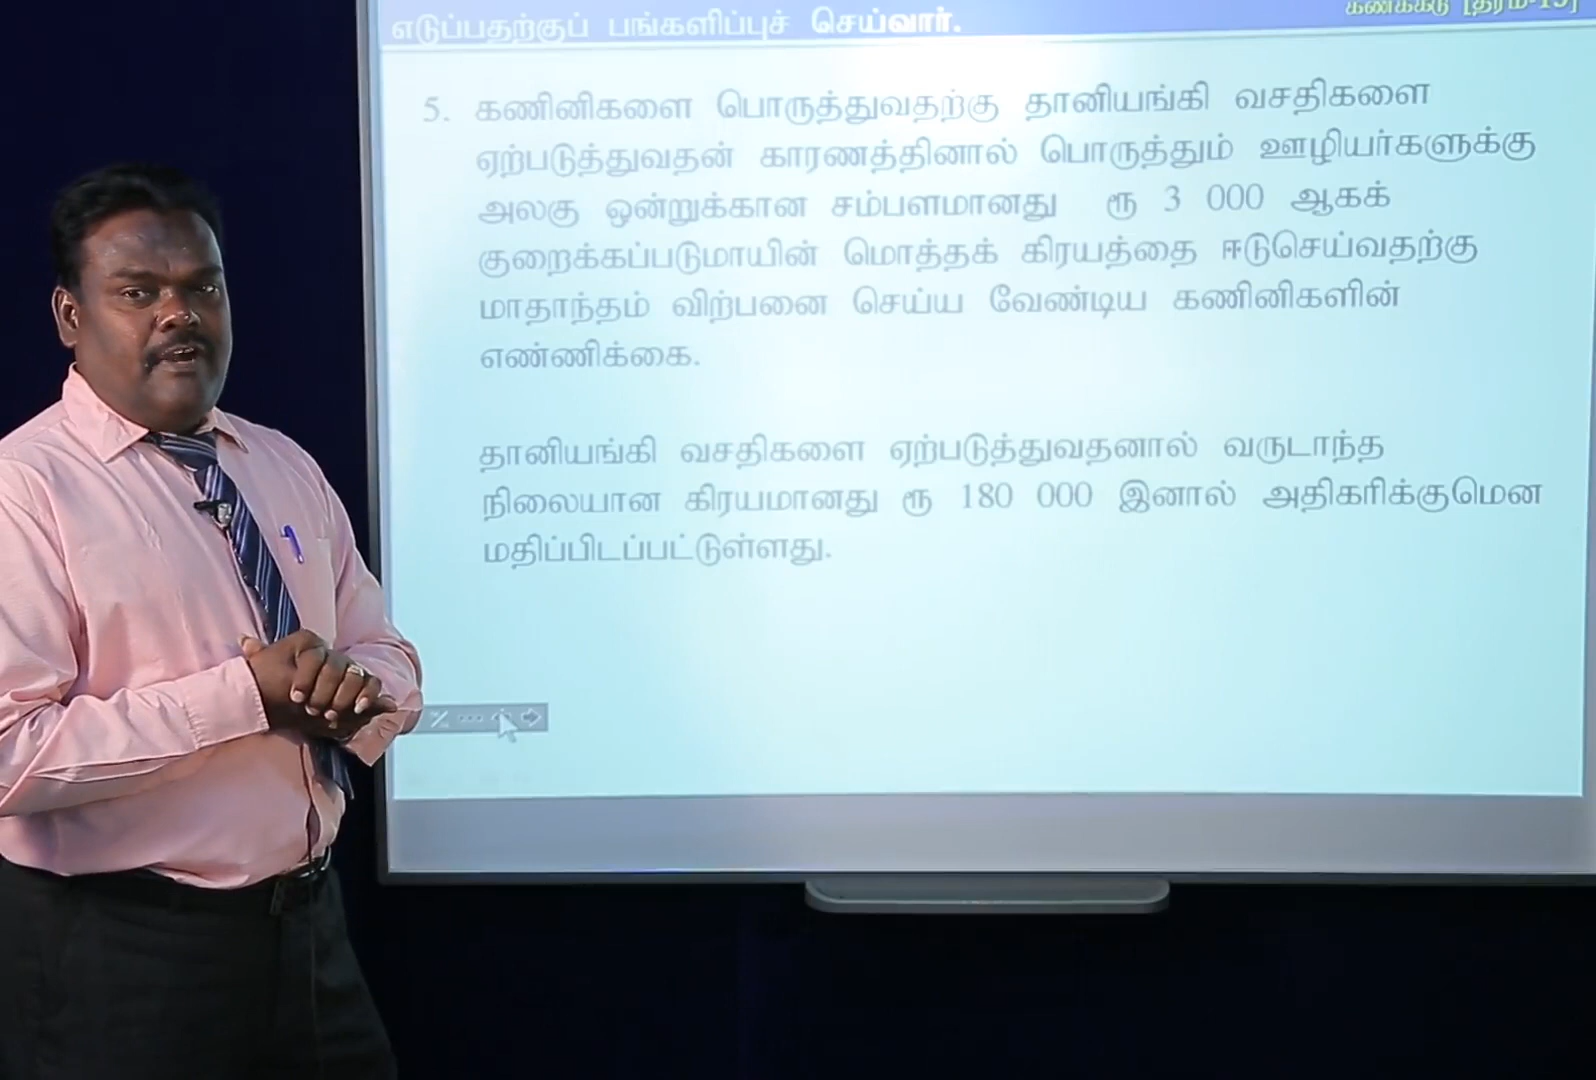 எடுப்பதற்குப் பங்களிப்புச் செய்வார்.
5. கணினிகளை பொருத்துவதற்கு தானியங்கி வசதிகளை
ஏற்படுத்துவதன் காரணத்தினால் பொருத்தும் ஊழியர்களுக்கு
அலகு ஒன்றுக்கான சம்பளமானது ரூ 3 000 ஆகக்
குறைக்கப்படுமாயின் மொத்தக் கிரயத்தை ஈடுசெய்வதற்கு
மாதாந்தம் விற்பனை செய்ய வேண்டிய கணினிகளின்
எண்ணிக்கை.
தானியங்கி வசதிகளை ஏற்படுத்துவதனால் வருடாந்த
நிலையான கிரயமானது ரூ 180 000 இனால் அதிகரிக்குமென
மதிப்பிடப்பட்டுள்ளது.